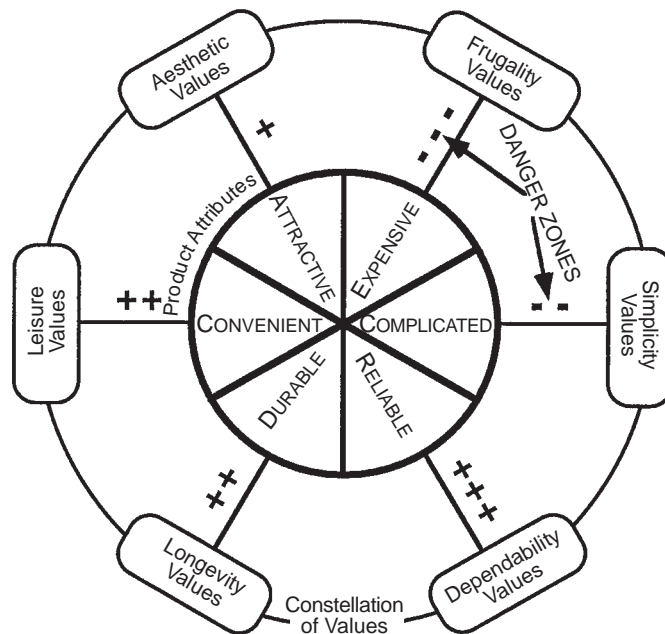 Aesthetic
Values
Frugality
Values
+
- - -
DANGER ZONES
Product Attributes
ATTRACTIVE
EXPENSIVE
Leisure
Values
++
CONVENIENT
COMPLICATED
- -
Simplicity
Values
DURABLE
RELIABLE
++
+++
Longevity
Values
Dependability
Values
Constellation
of Values